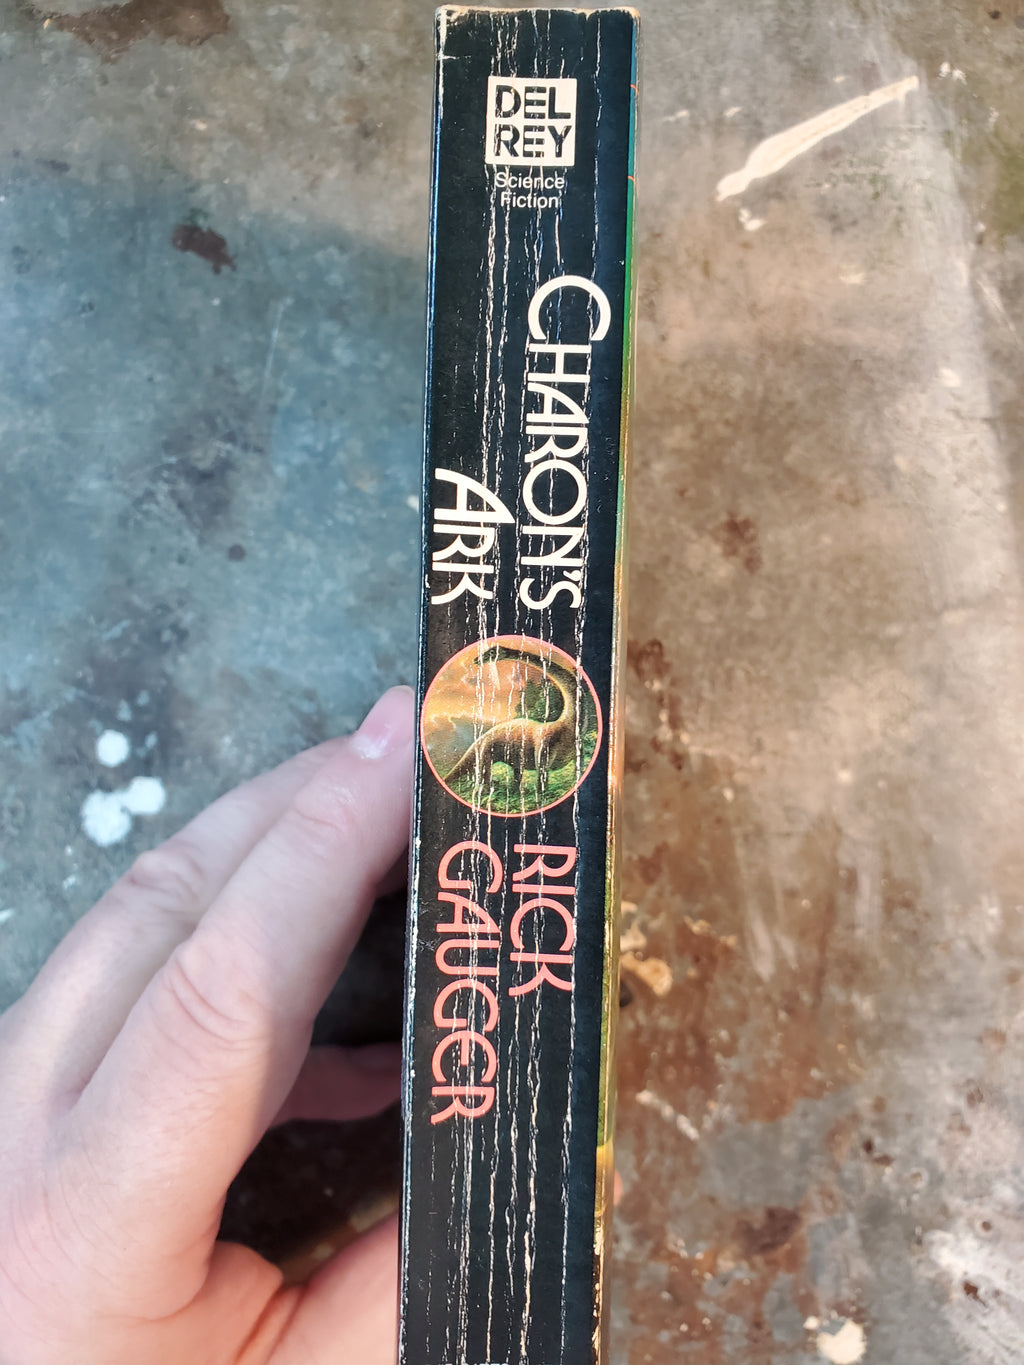 DEL
REY
Science
Fiction
CHARON'S
ARK
RICK
GAUGER